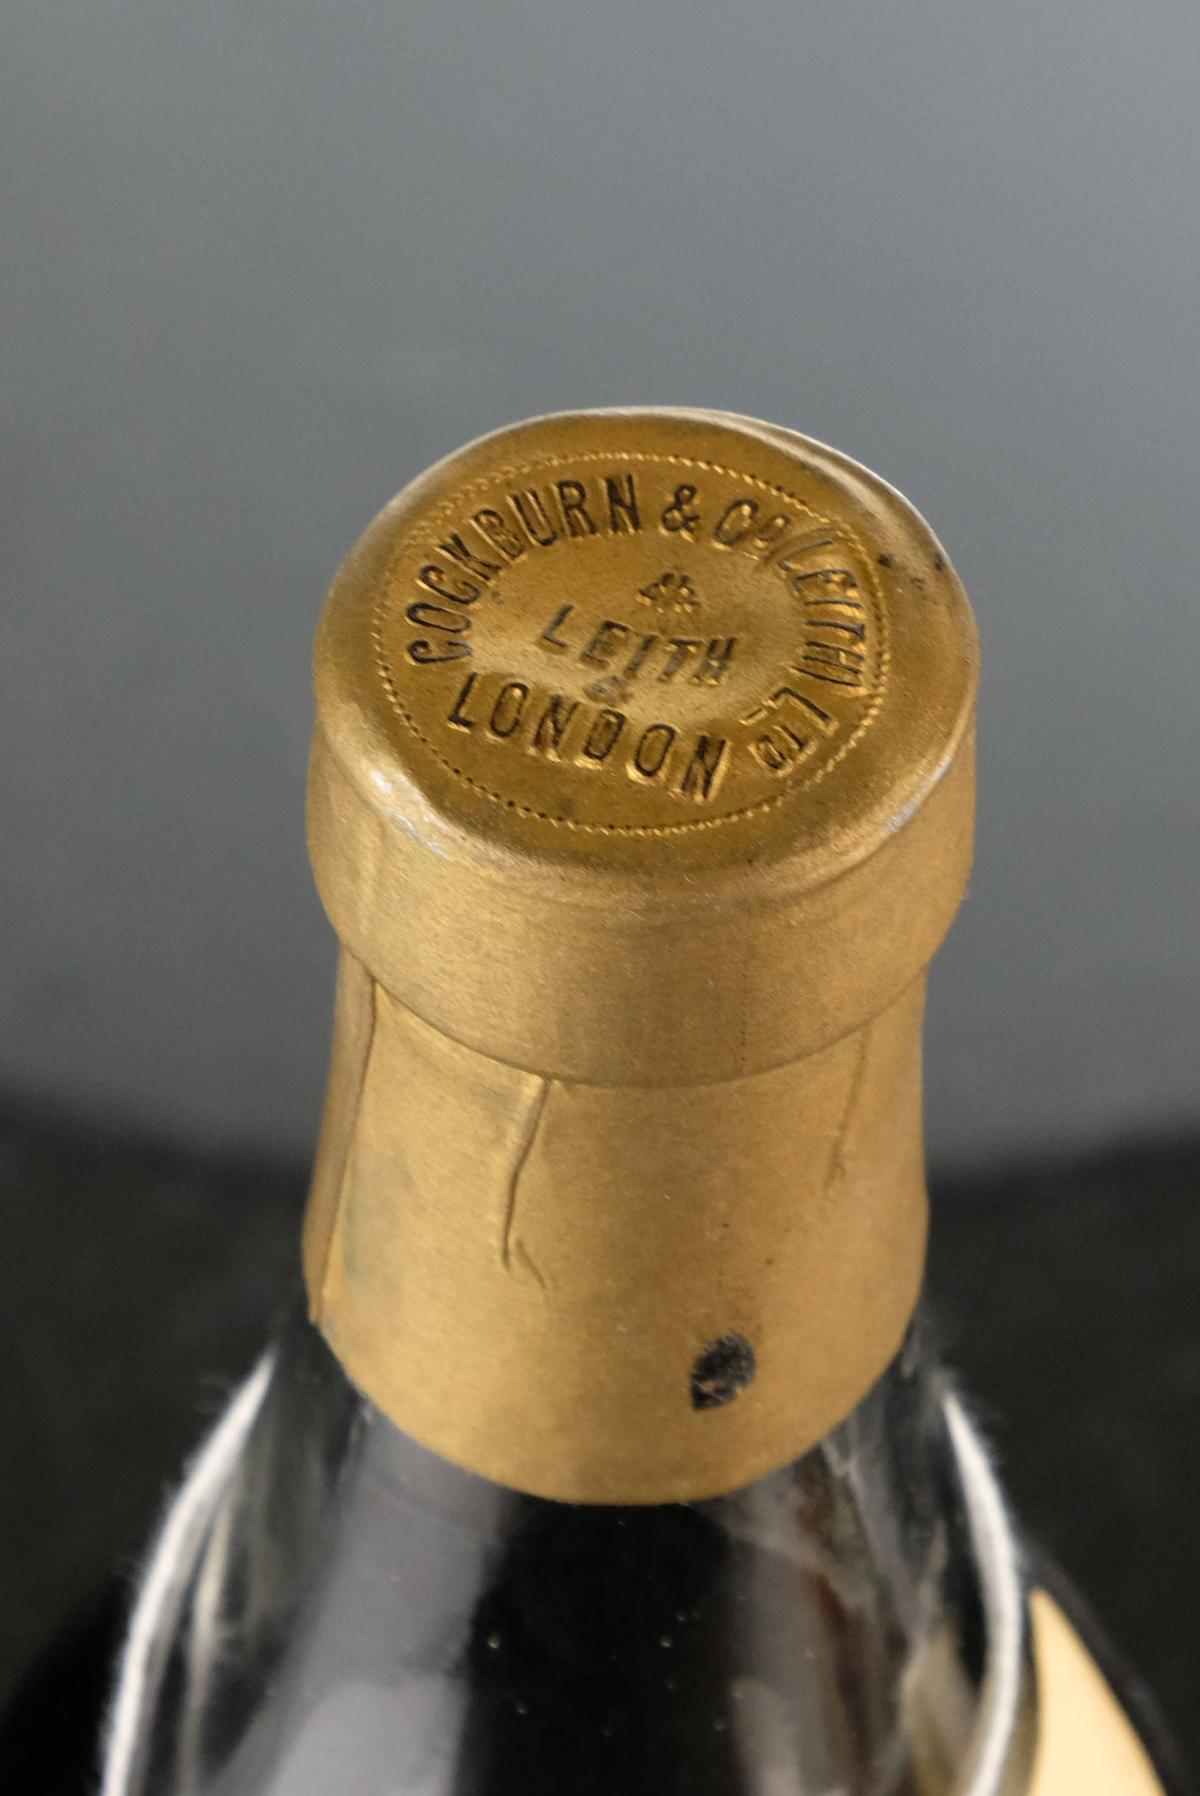 COCKBURN & Co (LEITH) LTD
LEITH
&
LONDON